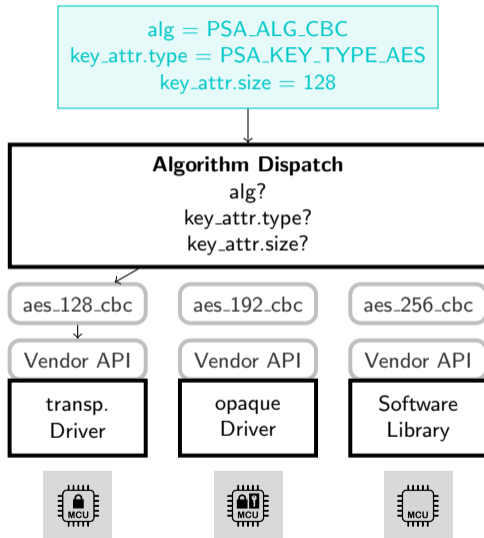 alg = PSA_ALG_CBC
key_attr.type = PSA_KEY_TYPE_AES
key_attr.size = 128
Algorithm Dispatch
alg?
key_attr.type?
key_attr.size?
aes_128_cbc
aes_192_cbc
aes_256_cbc
Vendor API
Vendor API
Vendor API
transp.
Driver
opaque
Driver
Software
Library
MCU
MCU
MCU